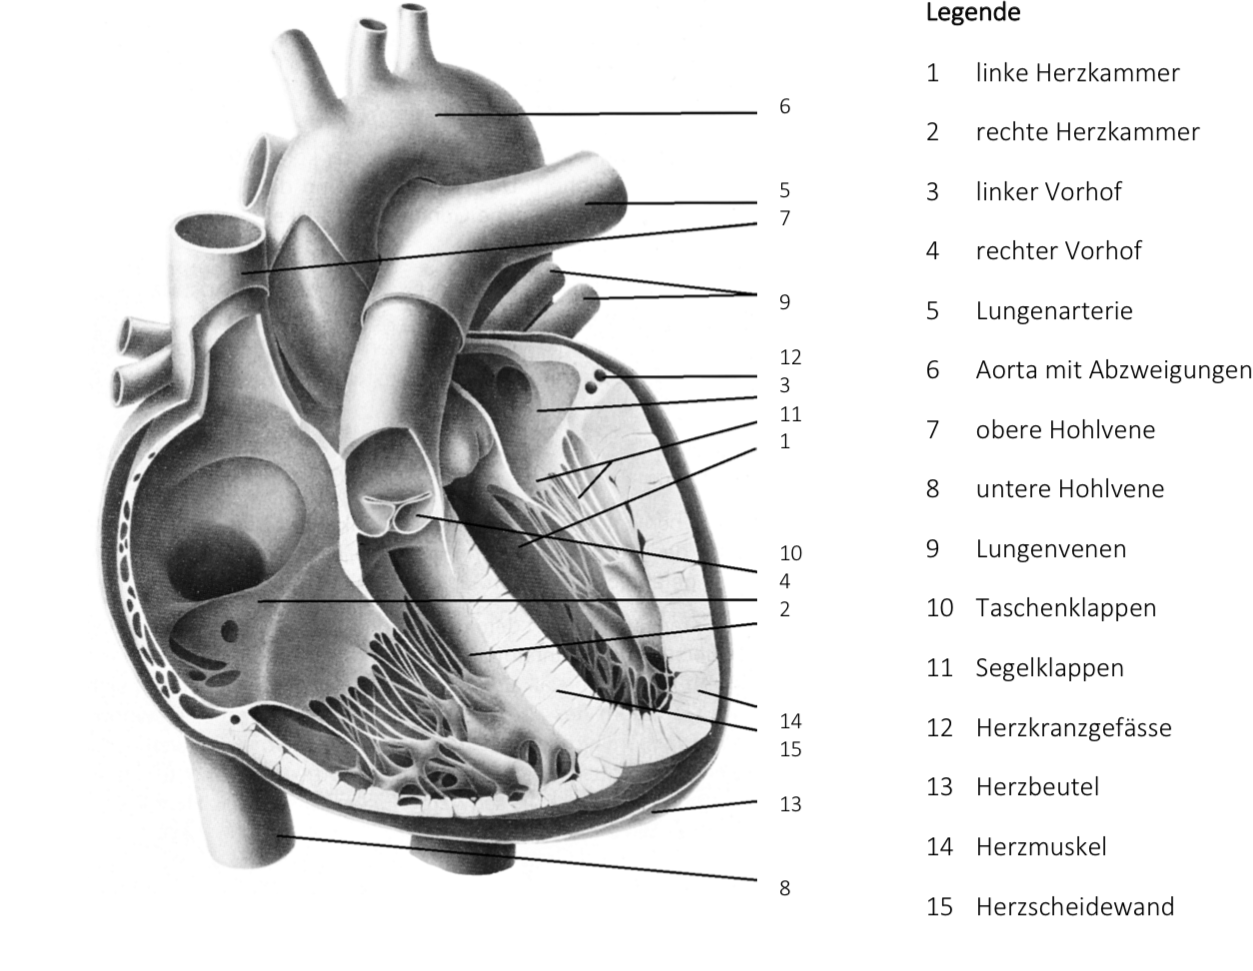 Legende
1 linke Herzkammer
2 rechte Herzkammer
3 linker Vorhof
4 rechter Vorhof
5 Lungenarterie
6 Aorta mit Abzweigungen
7 obere Hohlvene
8 untere Hohlvene
9 Lungenvenen
10 Taschenklappen
11 Segelklappen
12 Herzkranzgefässe
13 Herzbeutel
14 Herzmuskel
15 Herzscheidewand
6
5
7
9
12
3
11
1
10
4
2
14
15
13
8